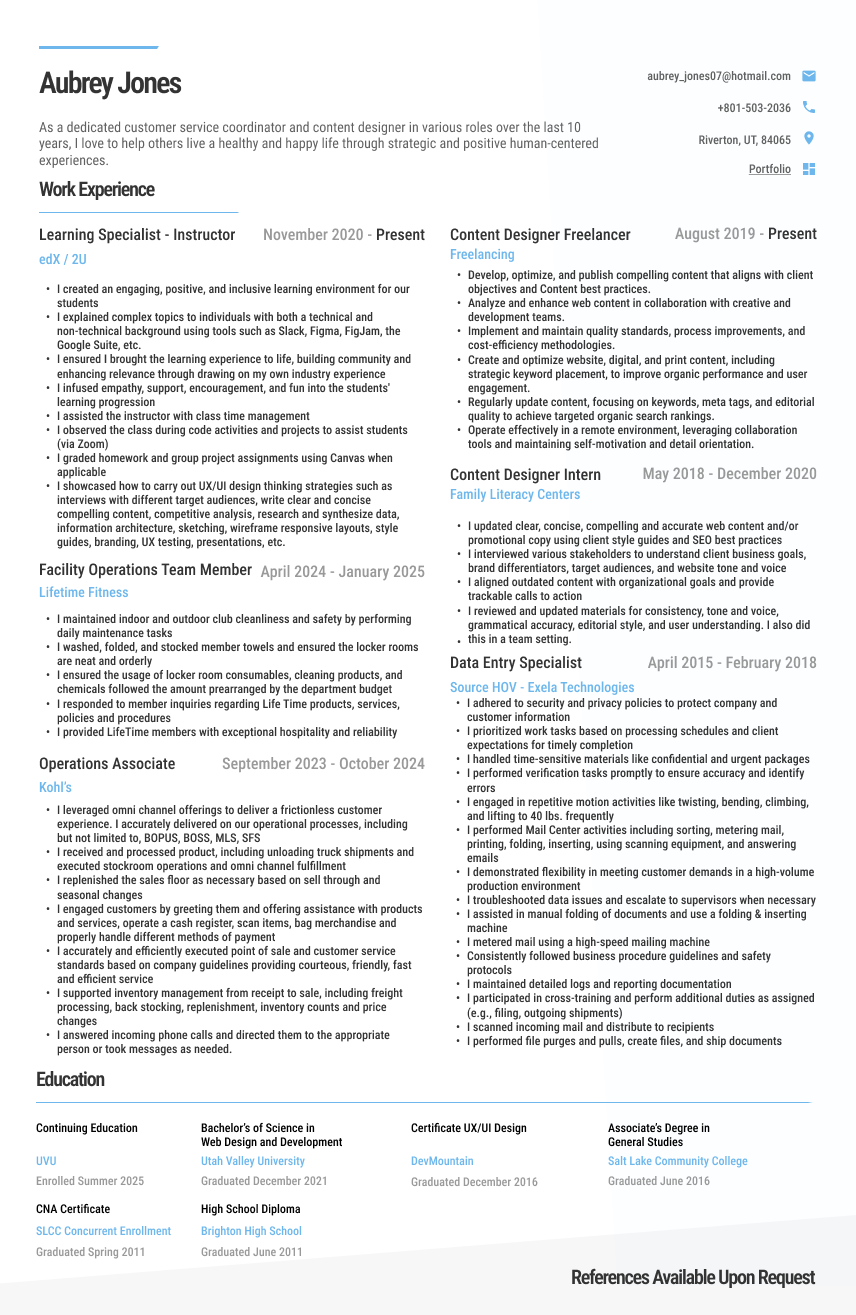 Aubrey Jones
aubrey_jones07@hotmail.com
+801-503-2036
Riverton, UT, 84065
Portfolio
As a dedicated customer service coordinator and content designer in various roles over the last 10
years, I love to help others live a healthy and happy life through strategic and positive human-centered
experiences.
Work Experience
Learning Specialist - Instructor November 2020 - Present
edX / 2U
• I created an engaging, positive, and inclusive learning environment for our
students
• I explained complex topics to individuals with both a technical and
non-technical background using tools such as Slack, Figma, FigJam, the
Google Suite, etc.
• I ensured I brought the learning experience to life, building community and
enhancing relevance through drawing on my own industry experience
• I infused empathy, support, encouragement, and fun into the students'
learning progression
• I assisted the instructor with class time management
• I observed the class during code activities and projects to assist students
(via Zoom)
• I graded homework and group project assignments using Canvas when
applicable
• I showcased how to carry out UX/UI design thinking strategies such as
interviews with different target audiences, write clear and concise
compelling content, competitive analysis, research and synthesize data,
information architecture, sketching, wireframe responsive layouts, style
guides, branding, UX testing, presentations, etc.
Facility Operations Team Member April 2024 - January 2025
Lifetime Fitness
• I maintained indoor and outdoor club cleanliness and safety by performing
daily maintenance tasks
• I washed, folded, and stocked member towels and ensured the locker rooms
are neat and orderly
• I ensured the usage of locker room consumables, cleaning products, and
chemicals followed the amount prearranged by the department budget
• I responded to member inquiries regarding Life Time products, services,
policies and procedures
• I provided LifeTime members with exceptional hospitality and reliability
Operations Associate September 2023 - October 2024
Kohl's
• I leveraged omni channel offerings to deliver a frictionless customer
experience. I accurately delivered on our operational processes, including
but not limited to, BOPUS, BOSS, MLS, SFS
• I received and processed product, including unloading truck shipments and
executed stockroom operations and omni channel fulfillment
• I replenished the sales floor as necessary based on sell through and
seasonal changes
• I engaged customers by greeting them and offering assistance with products
and services, operate a cash register, scan items, bag merchandise and
properly handle different methods of payment
• I accurately and efficiently executed point of sale and customer service
standards based on company guidelines providing courteous, friendly, fast
and efficient service
• I supported inventory management from receipt to sale, including freight
processing, back stocking, replenishment, inventory counts and price
changes
• I answered incoming phone calls and directed them to the appropriate
person or took messages as needed.
Content Designer Freelancer August 2019 - Present
Freelancing
• Develop, optimize, and publish compelling content that aligns with client
objectives and Content best practices.
• Analyze and enhance web content in collaboration with creative and
development teams.
• Implement and maintain quality standards, process improvements, and
cost-efficiency methodologies.
• Create and optimize website, digital, and print content, including
strategic keyword placement, to improve organic performance and user
engagement.
• Regularly update content, focusing on keywords, meta tags, and editorial
quality to achieve targeted organic search rankings.
• Operate effectively in a remote environment, leveraging collaboration
tools and maintaining self-motivation and detail orientation.
Content Designer Intern May 2018 - December 2020
Family Literacy Centers
• I updated clear, concise, compelling and accurate web content and/or
promotional copy using client style guides and SEO best practices
• I interviewed various stakeholders to understand client business goals,
brand differentiators, target audiences, and website tone and voice
• I aligned outdated content with organizational goals and provide
trackable calls to action
• I reviewed and updated materials for consistency, tone and voice,
grammatical accuracy, editorial style, and user understanding. I also did
• this in a team setting.
Data Entry Specialist April 2015 - February 2018
Source HOV - Exela Technologies
• I adhered to security and privacy policies to protect company and
customer information
• I prioritized work tasks based on processing schedules and client
expectations for timely completion
• I handled time-sensitive materials like confidential and urgent packages
• I performed verification tasks promptly to ensure accuracy and identify
errors
• I engaged in repetitive motion activities like twisting, bending, climbing,
and lifting to 40 lbs. frequently
• I performed Mail Center activities including sorting, metering mail,
printing, folding, inserting, using scanning equipment, and answering
emails
• I demonstrated flexibility in meeting customer demands in a high-volume
production environment
• I troubleshooted data issues and escalate to supervisors when necessary
• I assisted in manual folding of documents and use a folding & inserting
machine
• I metered mail using a high-speed mailing machine
• Consistently followed business procedure guidelines and safety
protocols
• I maintained detailed logs and reporting documentation
• I participated in cross-training and perform additional duties as assigned
(e.g., filing, outgoing shipments)
• I scanned incoming mail and distribute to recipients
• I performed file purges and pulls, create files, and ship documents
Education
Continuing Education
UVU
Enrolled Summer 2025
Bachelor's of Science in
Web Design and Development
Utah Valley University
Graduated December 2021
Certificate UX/UI Design
DevMountain
Graduated December 2016
Associate's Degree in
General Studies
Salt Lake Community College
Graduated June 2016
CNA Certificate
SLCC Concurrent Enrollment
Graduated Spring 2011
High School Diploma
Brighton High School
Graduated June 2011
References Available Upon Request